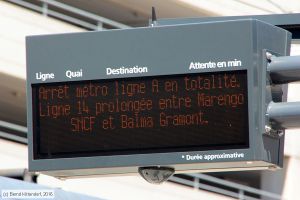 Ligne Quai Destination Attente en min
Arrêt métro ligne A en totalité.
Ligne 14 prolongée entre Marengo
SNCF et Balma Gramont.
* Durée approximative
(c) Bernd Hittendorf, 2016